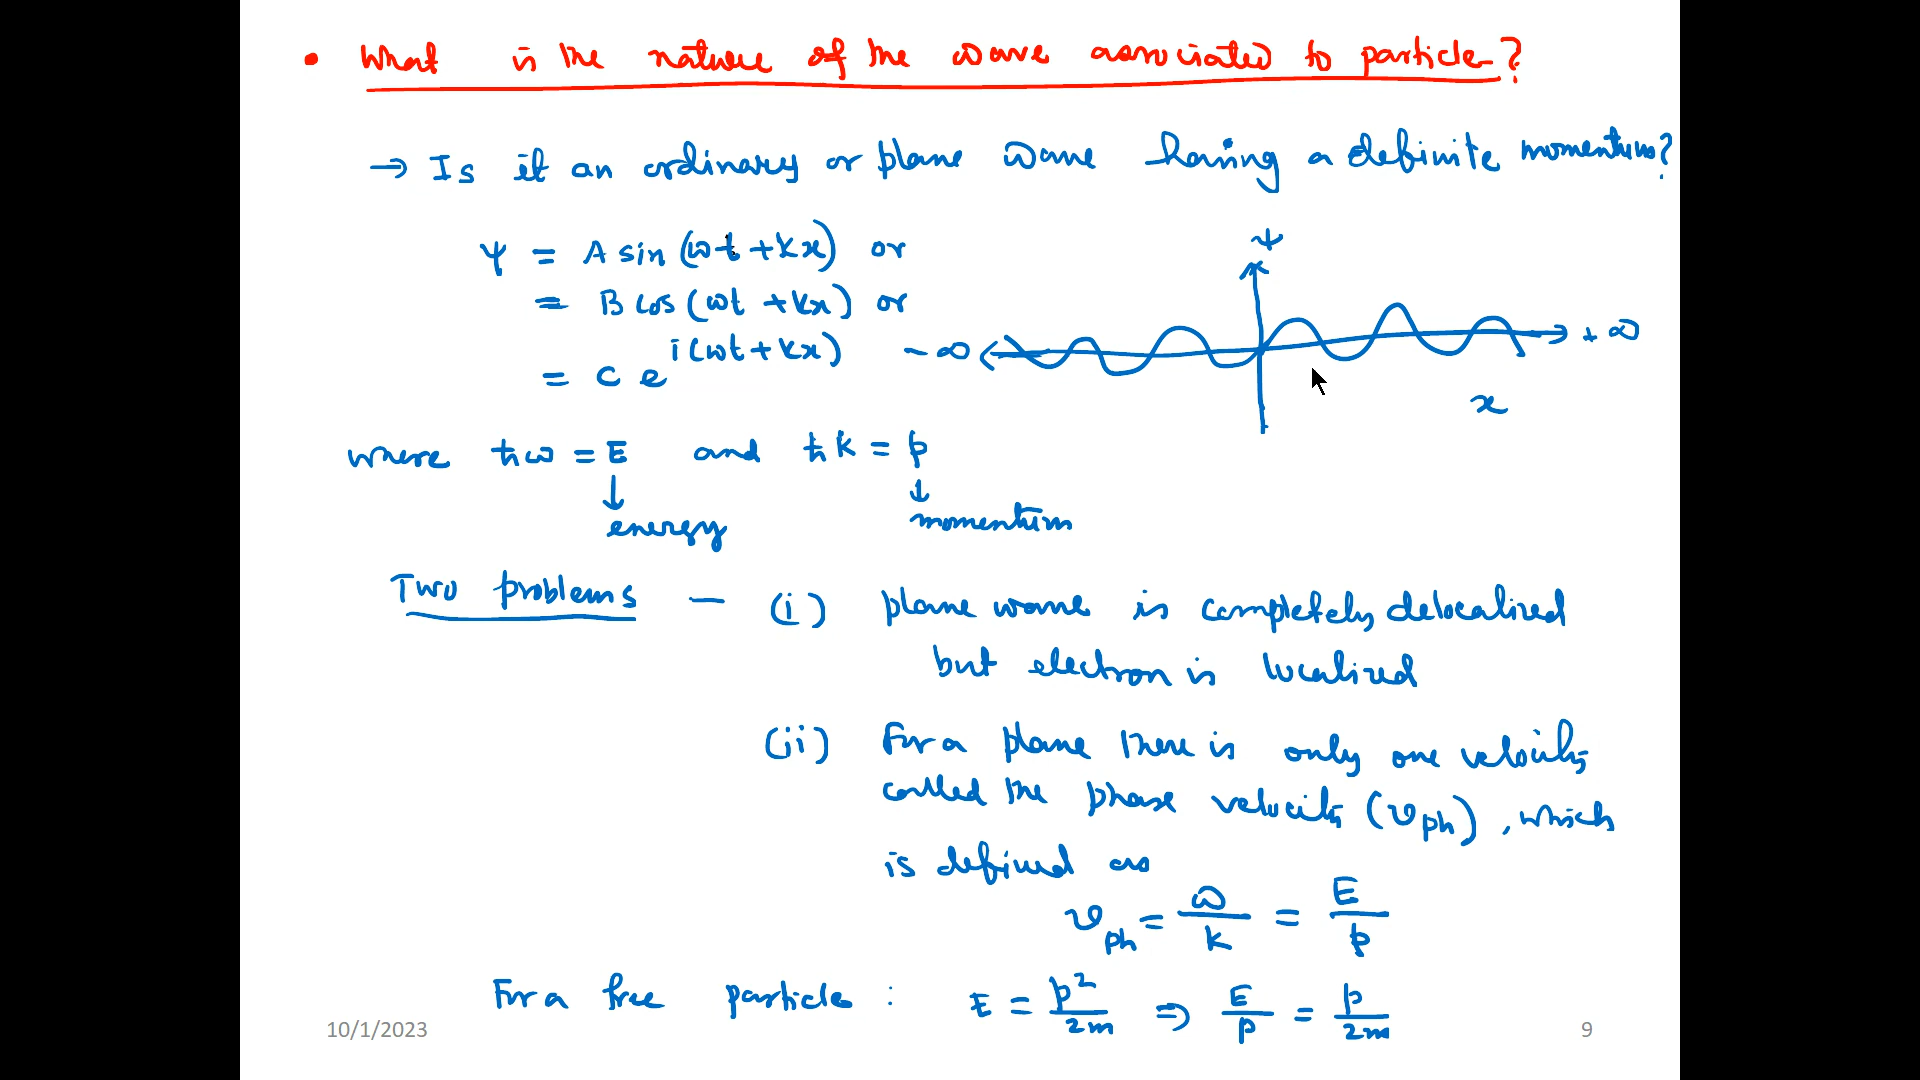 • What is the nature of the wave associated to particle?
→ Is it an ordinary or plane wave having a definite momentum?
ψ = A sin (ωt + kx) or
= B cos (ωt + kx) or
= C e^{i(ωt + kx)}
ψ
-∞
+∞
x
where ħω = E and ħk = p
↓ ↓
energy momentum
Two problems – (i) plane wave is completely delocalized
but electron is localized
(ii) For a plane there is only one velocity
called the phase velocity (v_ph), which
is defined as
v_ph = ω/k = E/p
For a free particle : E = p²/2m ⇒ E/p = p/2m
10/1/2023
9